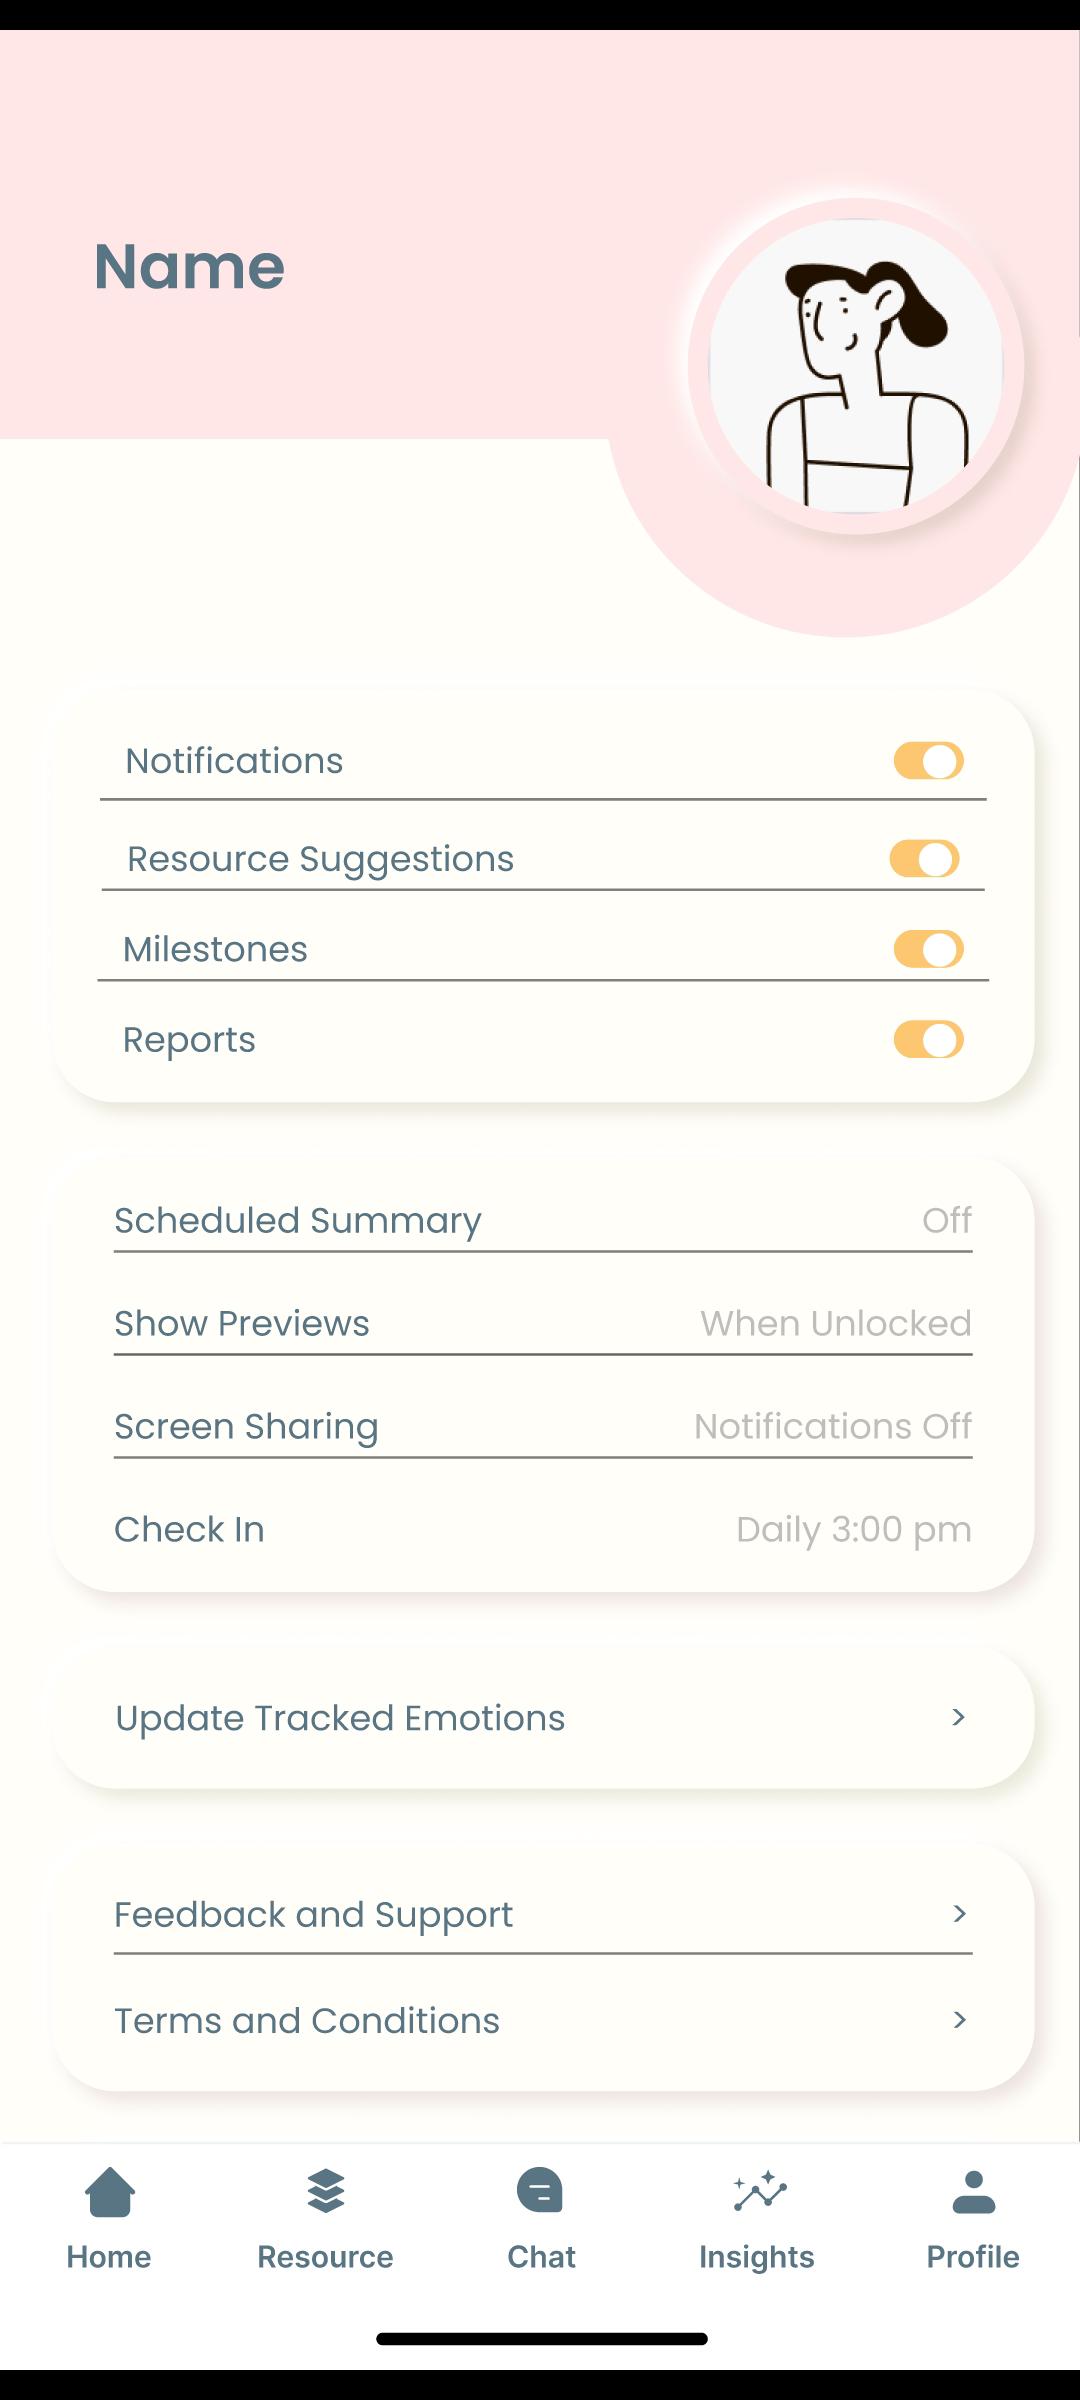 Name
Notifications
Resource Suggestions
Milestones
Reports
Scheduled Summary Off
Show Previews When Unlocked
Screen Sharing Notifications Off
Check In Daily 3:00 pm
Update Tracked Emotions >
Feedback and Support >
Terms and Conditions >
Home Resource Chat Insights Profile